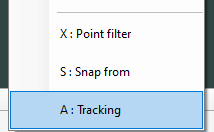 X : Point filter
S : Snap from
A : Tracking